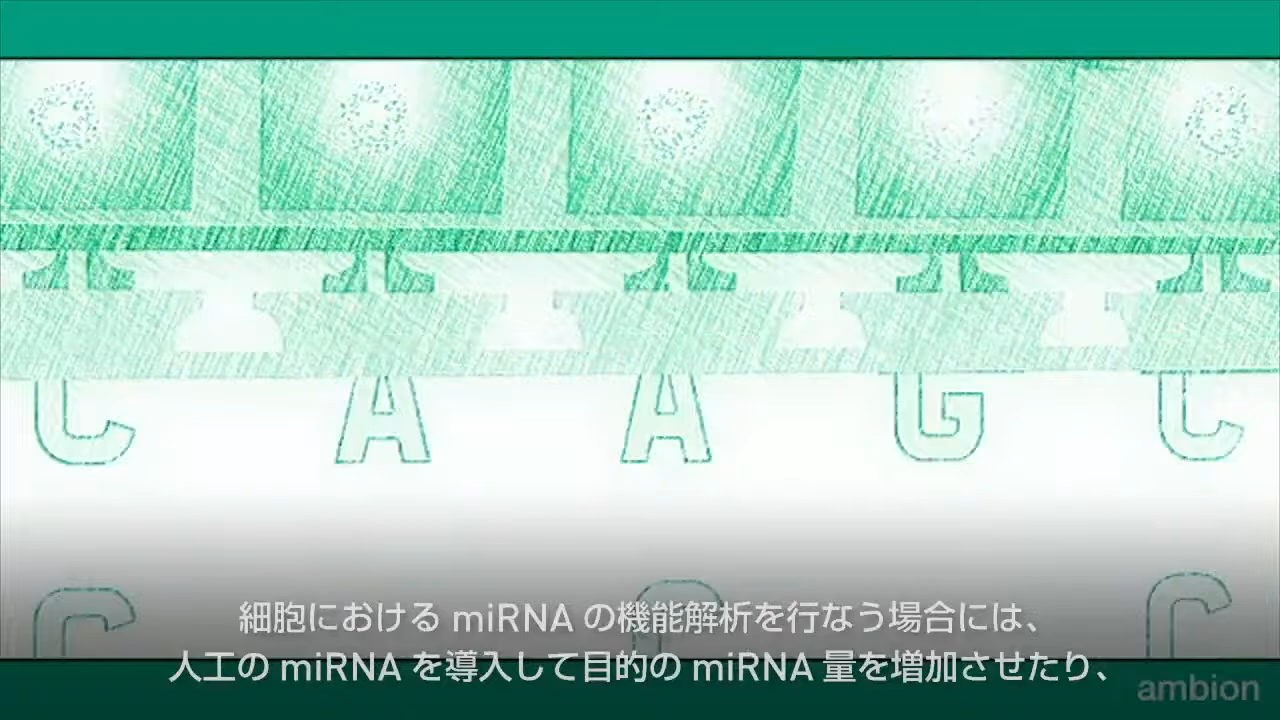 C A A G C
C C C
細胞における miRNA の機能解析を行なう場合には、
人工の miRNA を導入して目的の miRNA 量を増加させたり、
ambion